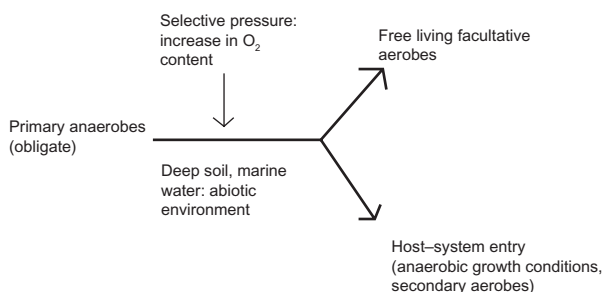 Selective pressure:
increase in O₂
content
Free living facultative
aerobes
Primary anaerobes
(obligate)
Deep soil, marine
water: abiotic
environment
Host–system entry
(anaerobic growth conditions,
secondary aerobes)